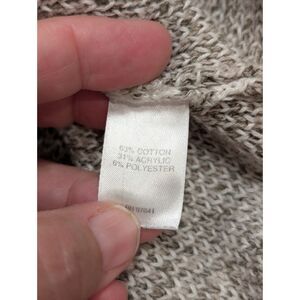 63% COTTON
31% ACRYLIC
6% POLYESTER